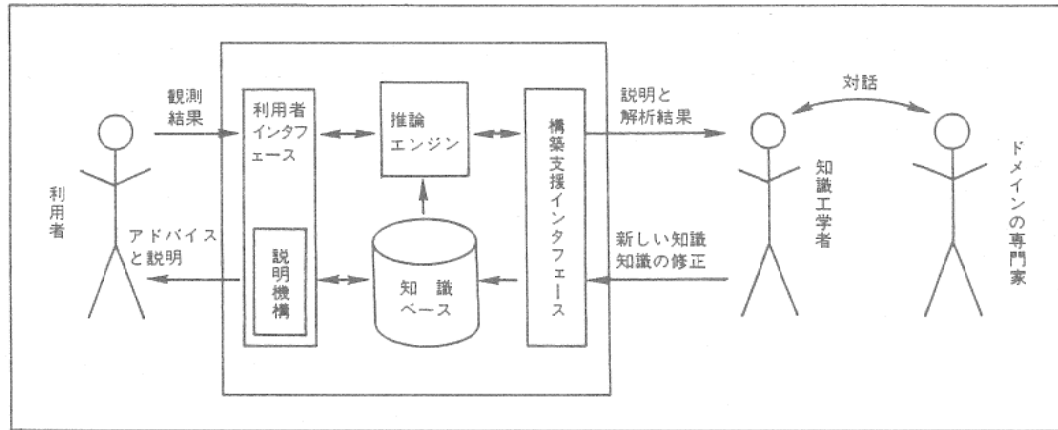 利用者
観測
結果
アドバイス
と説明
利用者
インタフ
ェース
説明機構
推論
エンジン
知識
ベース
構築支援インタフェース
説明と
解析結果
新しい知識
知識の修正
対話
知識工学者
ドメインの専門家